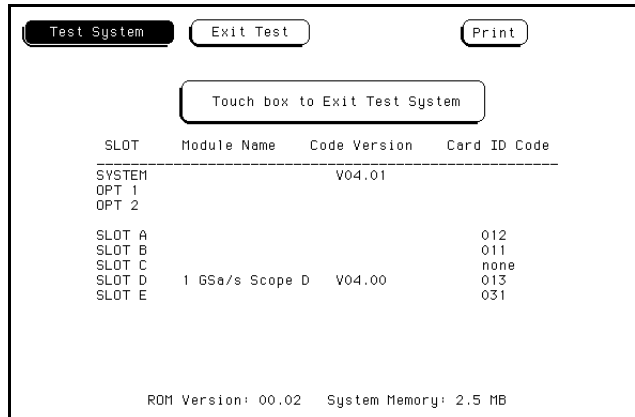 Test System Exit Test Print
Touch box to Exit Test System
SLOT Module Name Code Version Card ID Code
SYSTEM V04.01
OPT 1
OPT 2
SLOT A 012
SLOT B 011
SLOT C none
SLOT D 1 GSa/s Scope D V04.00 013
SLOT E 031
ROM Version: 00.02 System Memory: 2.5 MB